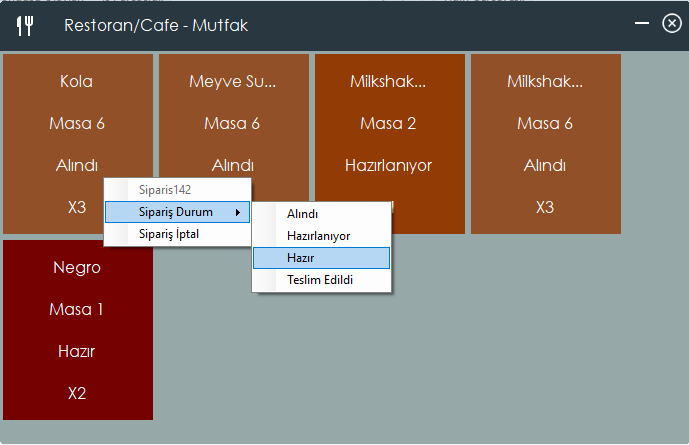 Restoran/Cafe - Mutfak
Kola
Masa 6
Alındı
X3
Meyve Su...
Masa 6
Alındı
Milkshak...
Masa 2
Hazırlanıyor
Milkshak...
Masa 6
Alındı
X3
Siparis142
Sipariş Durum
Sipariş İptal
Alındı
Hazırlanıyor
Hazır
Teslim Edildi
Negro
Masa 1
Hazır
X2